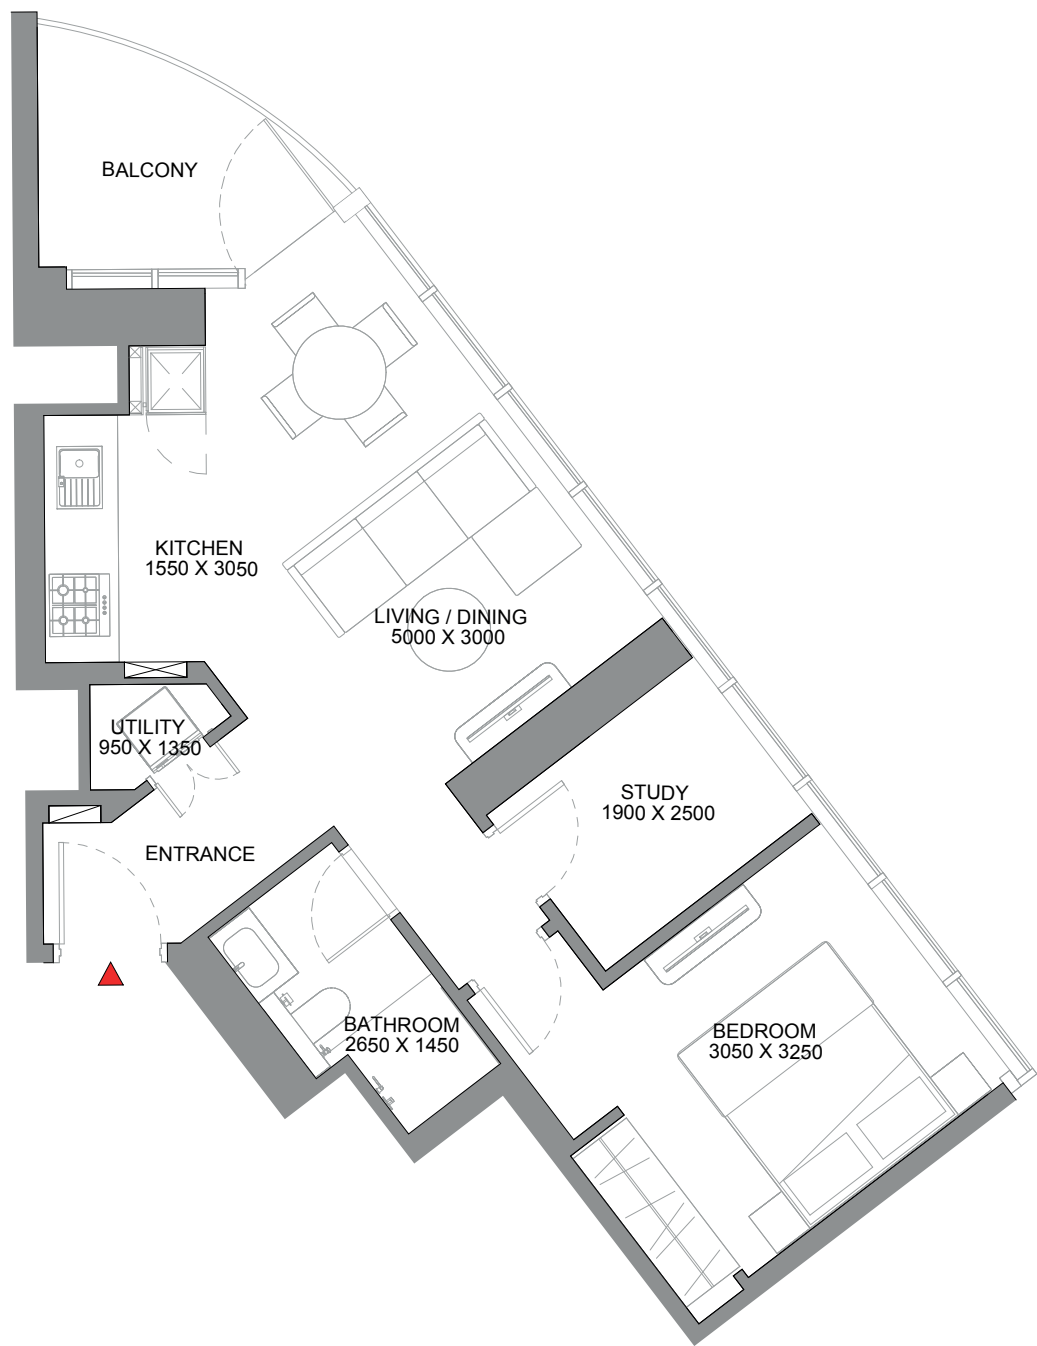 BALCONY
KITCHEN
1550 X 3050
LIVING / DINING
5000 X 3000
UTILITY
950 X 1350
STUDY
1900 X 2500
ENTRANCE
BATHROOM
2650 X 1450
BEDROOM
3050 X 3250